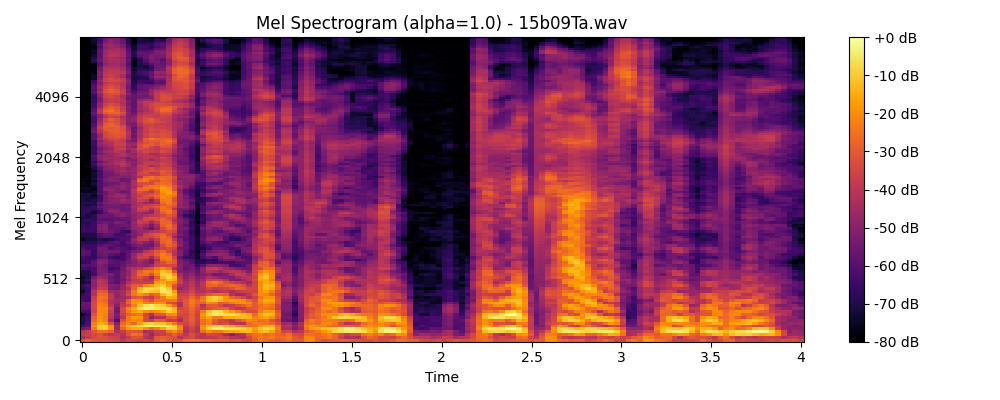 Mel Spectrogram (alpha=1.0) - 15b09Ta.wav
Mel Frequency
4096
2048
1024
512
0
0
0.5
1
1.5
2
2.5
3
3.5
4
Time
+0 dB
-10 dB
-20 dB
-30 dB
-40 dB
-50 dB
-60 dB
-70 dB
-80 dB